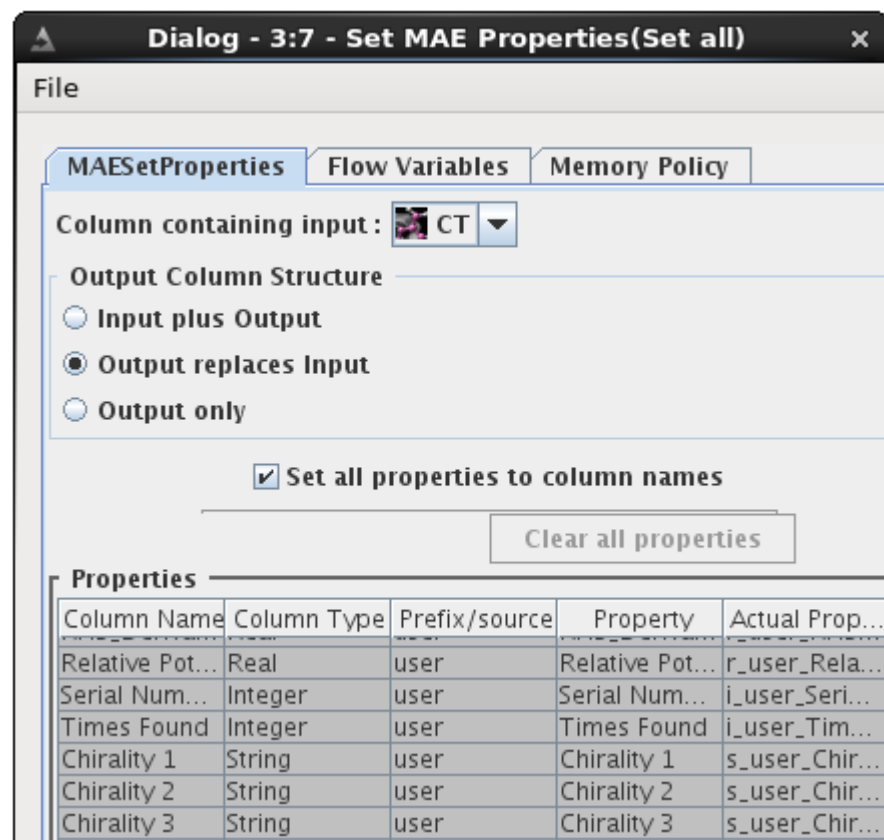 Dialog - 3:7 - Set MAE Properties(Set all)
File
MAESetProperties Flow Variables Memory Policy
Column containing input : CT
Output Column Structure
Input plus Output
Output replaces Input
Output only
Set all properties to column names
Clear all properties
Properties
Column Name Column Type Prefix/source Property Actual Prop...
Relative Pot... Real user Relative Pot... r_user_Rela...
Serial Num... Integer user Serial Num... i_user_Seri...
Times Found Integer user Times Found i_user_Tim...
Chirality 1 String user Chirality 1 s_user_Chir...
Chirality 2 String user Chirality 2 s_user_Chir...
Chirality 3 String user Chirality 3 s_user_Chir...